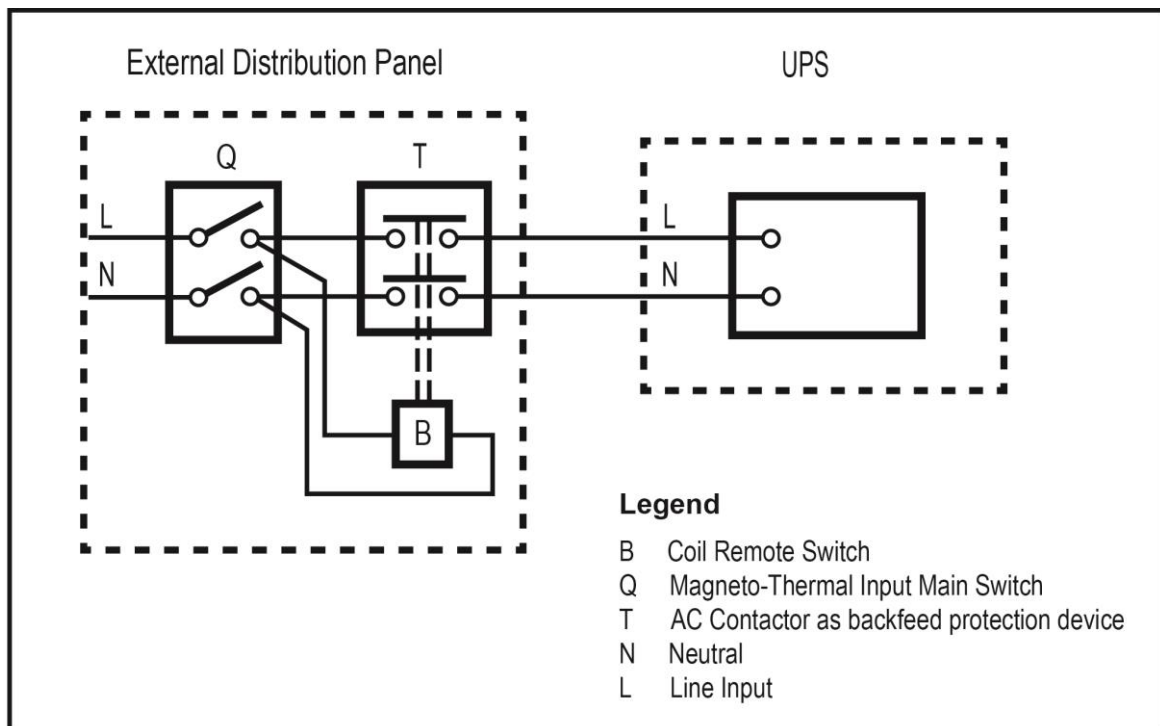 External Distribution Panel
UPS
Q
T
L
N
L
N
B
Legend
B Coil Remote Switch
Q Magneto-Thermal Input Main Switch
T AC Contactor as backfeed protection device
N Neutral
L Line Input